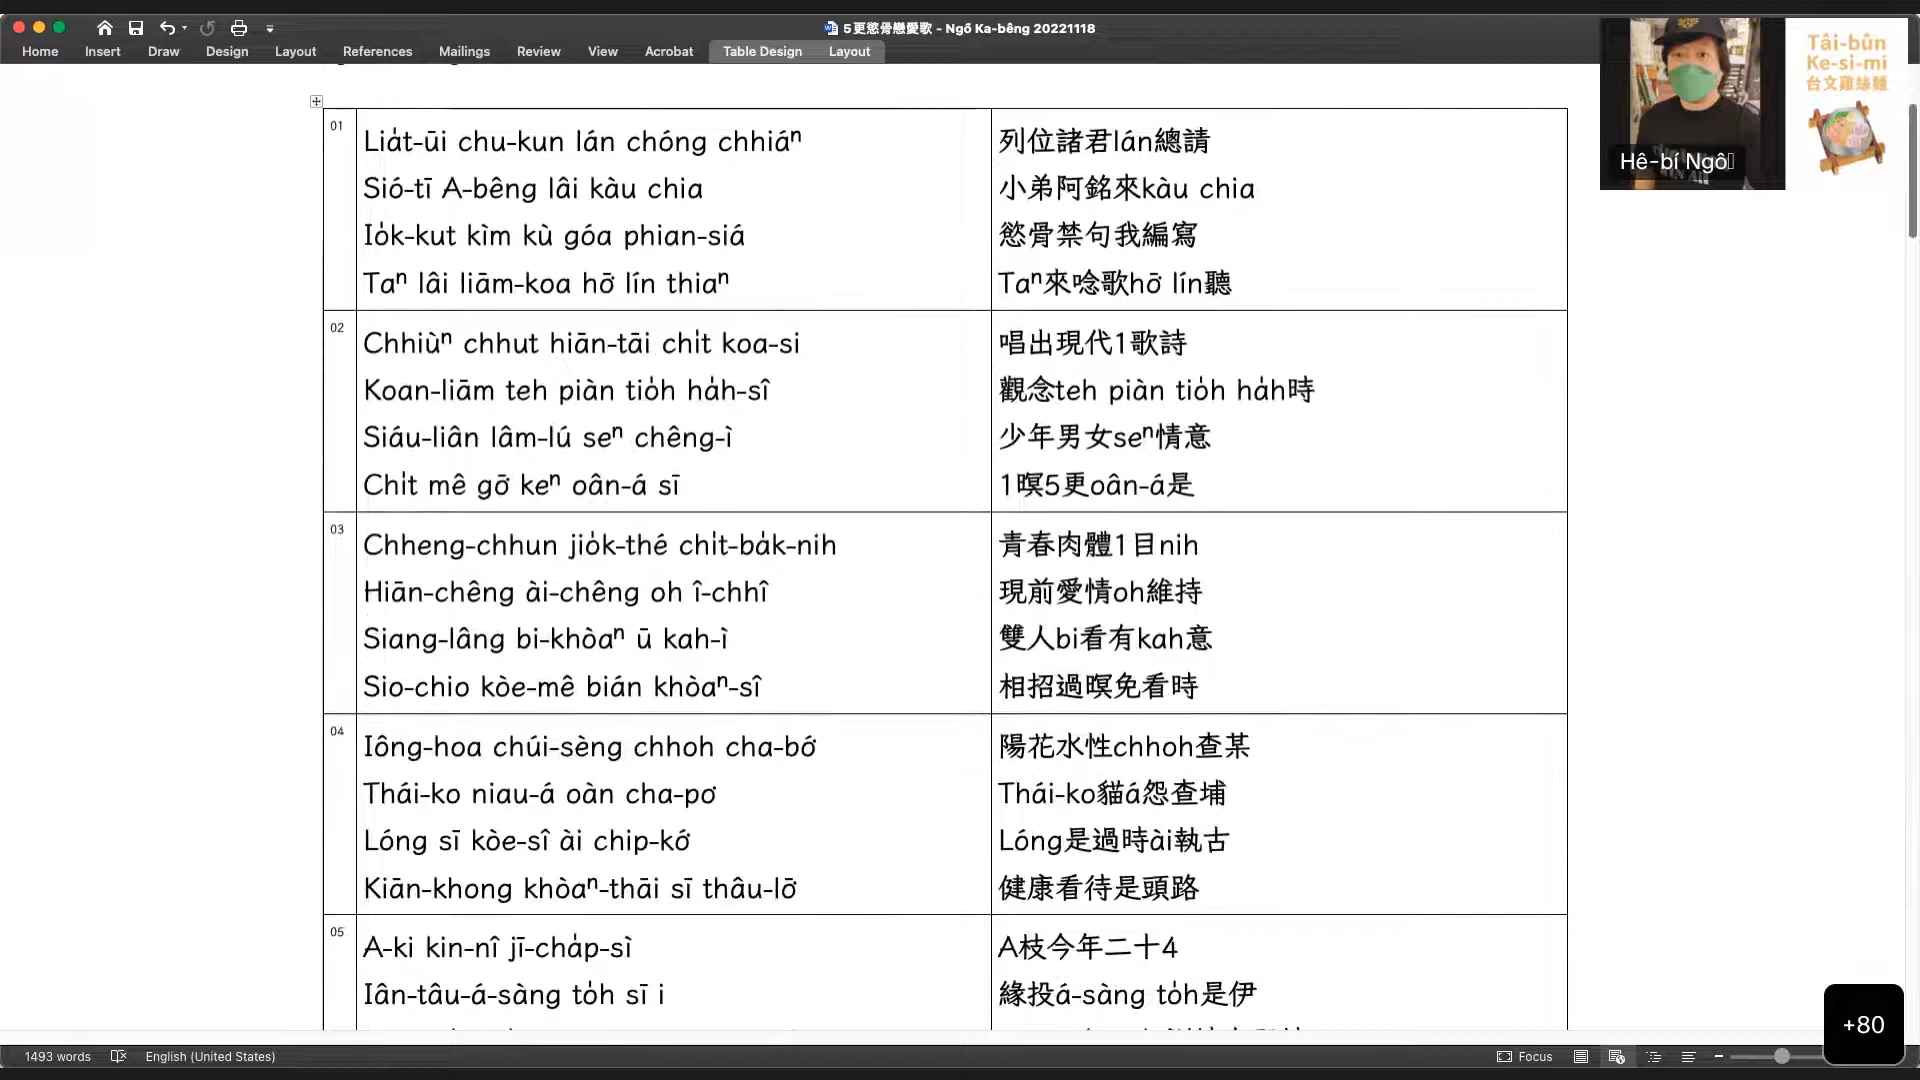 5更慾骨戀愛歌 - Ngô͘ Ka-bêng 20221118
Home Insert Draw Design Layout References Mailings Review View Acrobat Table Design Layout
Tâi-bûn
Ke-si-mī
台文雞絲麵
Hê-bí Ngô͘
01
Lia̍t-ūi chu-kun lán chóng chhiáⁿ
列位諸君lán總請
Sió-tī A-bêng lâi kàu chia
小弟阿銘來kàu chia
Io̍k-kut kìm kù góa phian-siá
慾骨禁句我編寫
Taⁿ lâi liām-koa hō͘ lín thiaⁿ
Taⁿ來唸歌hō͘ lín聽
02
Chhiùⁿ chhut hiān-tāi chi̍t koa-si
唱出現代1歌詩
Koan-liām teh piàn tio̍h ha̍h-sî
觀念teh piàn tio̍h ha̍h時
Siáu-liân lâm-lú seⁿ chêng-ì
少年男女seⁿ情意
Chi̍t mê gō͘ keⁿ oân-á sī
1暝5更oân-á是
03
Chheng-chhun jio̍k-thé chi̍t-ba̍k-nih
青春肉體1目nih
Hiān-chêng ài-chêng oh î-chhî
現前愛情oh維持
Siang-lâng bi-khòaⁿ ū kah-ì
雙人bi看有kah意
Sio-chio kòe-mê bián khòaⁿ-sî
相招過暝免看時
04
Iông-hoa chúi-sèng chhoh cha-bó͘
陽花水性chhoh查某
Thái-ko niau-á oàn cha-po͘
Thái-ko貓á怨查埔
Lóng sī kòe-sî ài chip-kó͘
Lóng是過時ài執古
Kiān-khong khòaⁿ-thāi sī thâu-lō͘
健康看待是頭路
05
A-ki kin-nî jī-cha̍p-sì
A枝今年二十4
Iân-tâu-á-sàng to̍h sī i
緣投á-sàng to̍h是伊
+80
1493 words English (United States) Focus